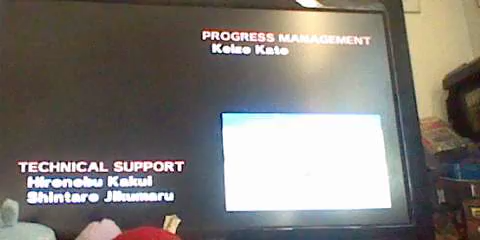 PROGRESS MANAGEMENT
Keizo Kato
TECHNICAL SUPPORT
Hironobu Kakui
Shintaro Jikumaru